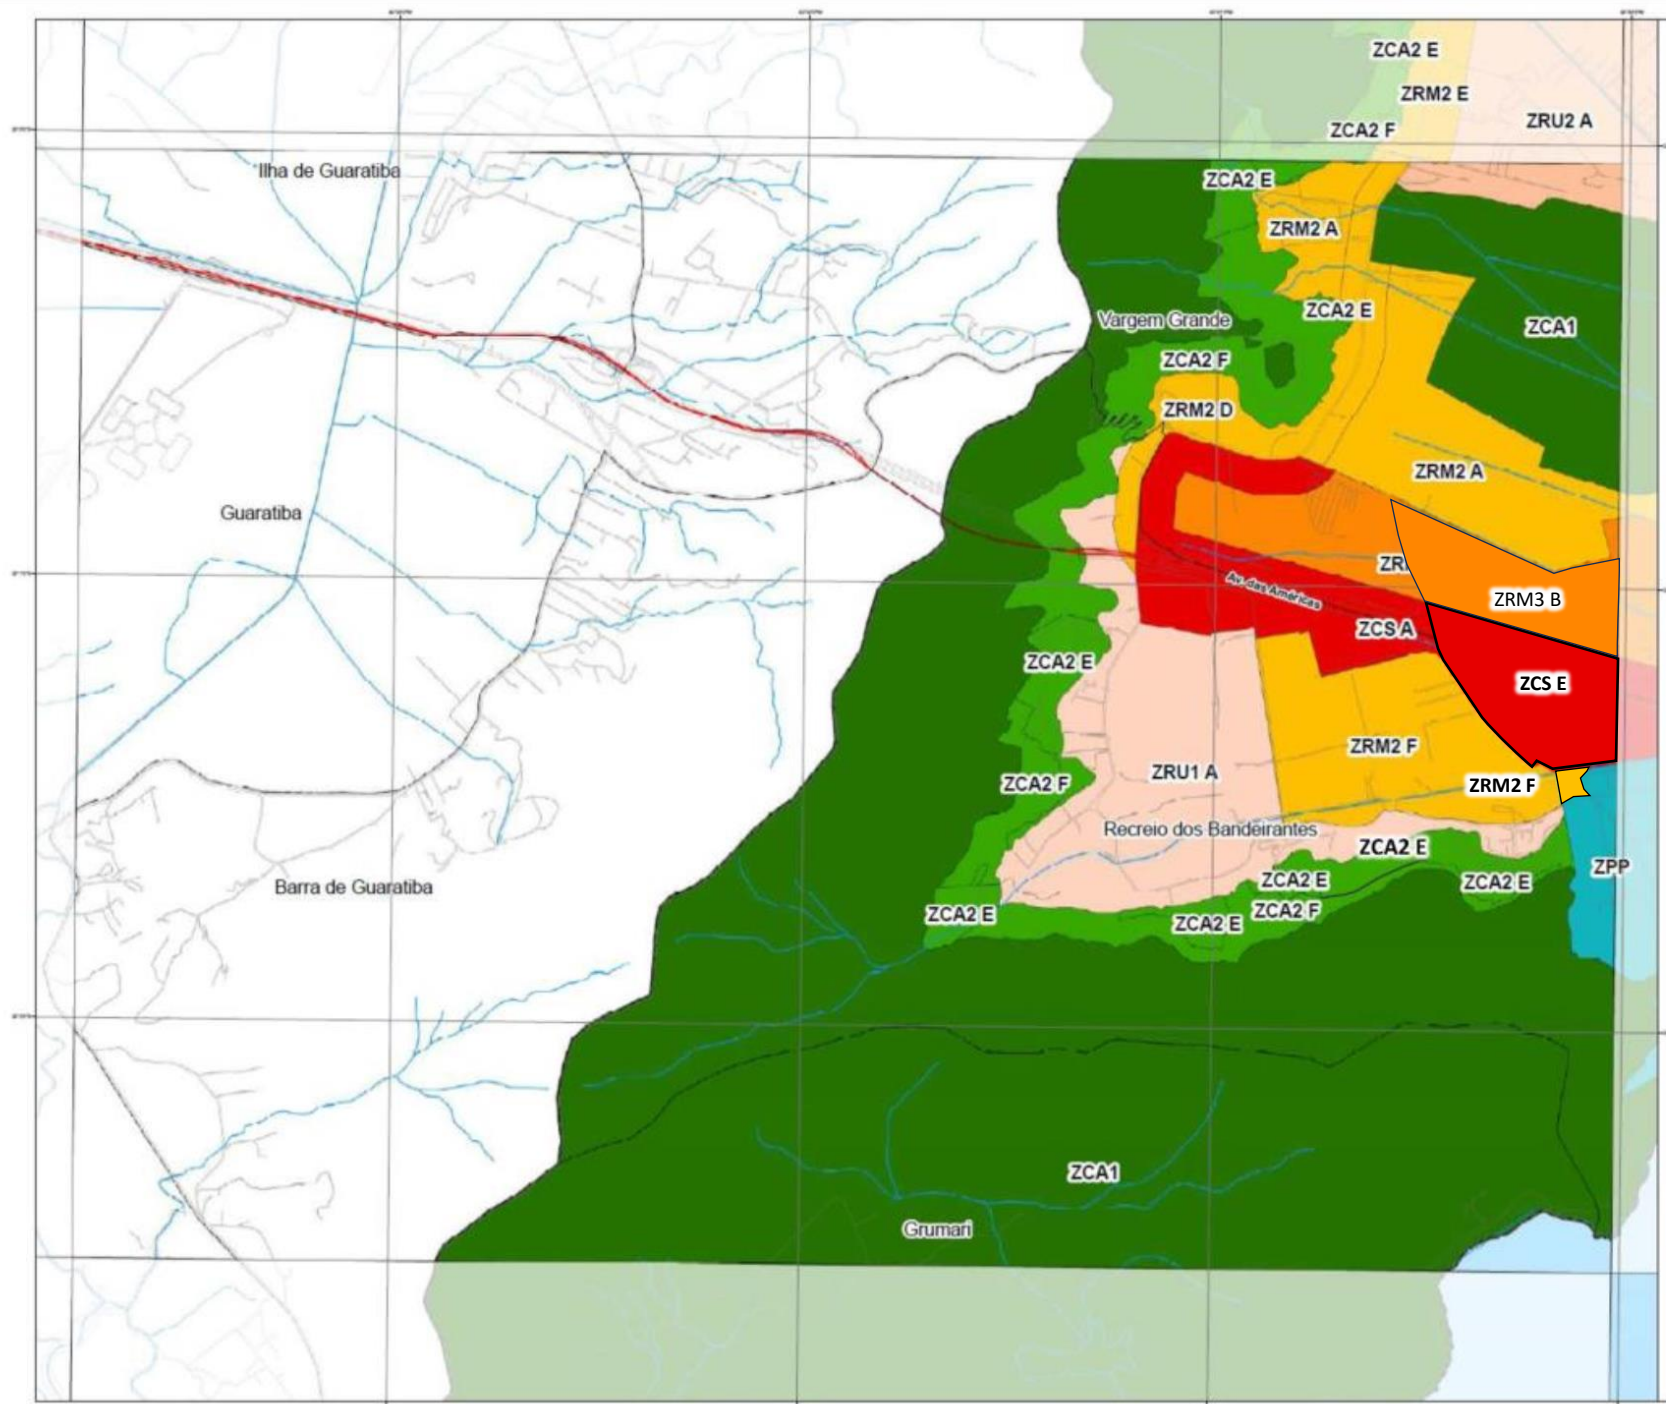 ZCA2 E
ZRM2 E
ZRU2 A
ZCA2 F
Ilha de Guaratiba
ZCA2 E
ZRM2 A
ZCA2 E
Vargem Grande
ZCA1
ZCA2 F
ZRM2 D
ZRM2 A
Guaratiba
ZR
Av. das Américas
ZRM3 B
ZCS A
ZCA2 E
ZCS E
ZRM2 F
ZRU1 A
ZCA2 F
ZRM2 F
Recreio dos Bandeirantes
ZCA2 E
ZPP
Barra de Guaratiba
ZCA2 E
ZCA2 E
ZCA2 E
ZCA2 F
ZCA2 E
ZCA1
Grumari